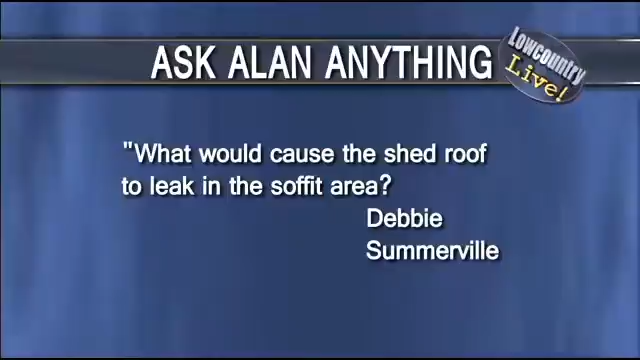 ASK ALAN ANYTHING
Lowcountry
Live!
"What would cause the shed roof
to leak in the soffit area?
Debbie
Summerville